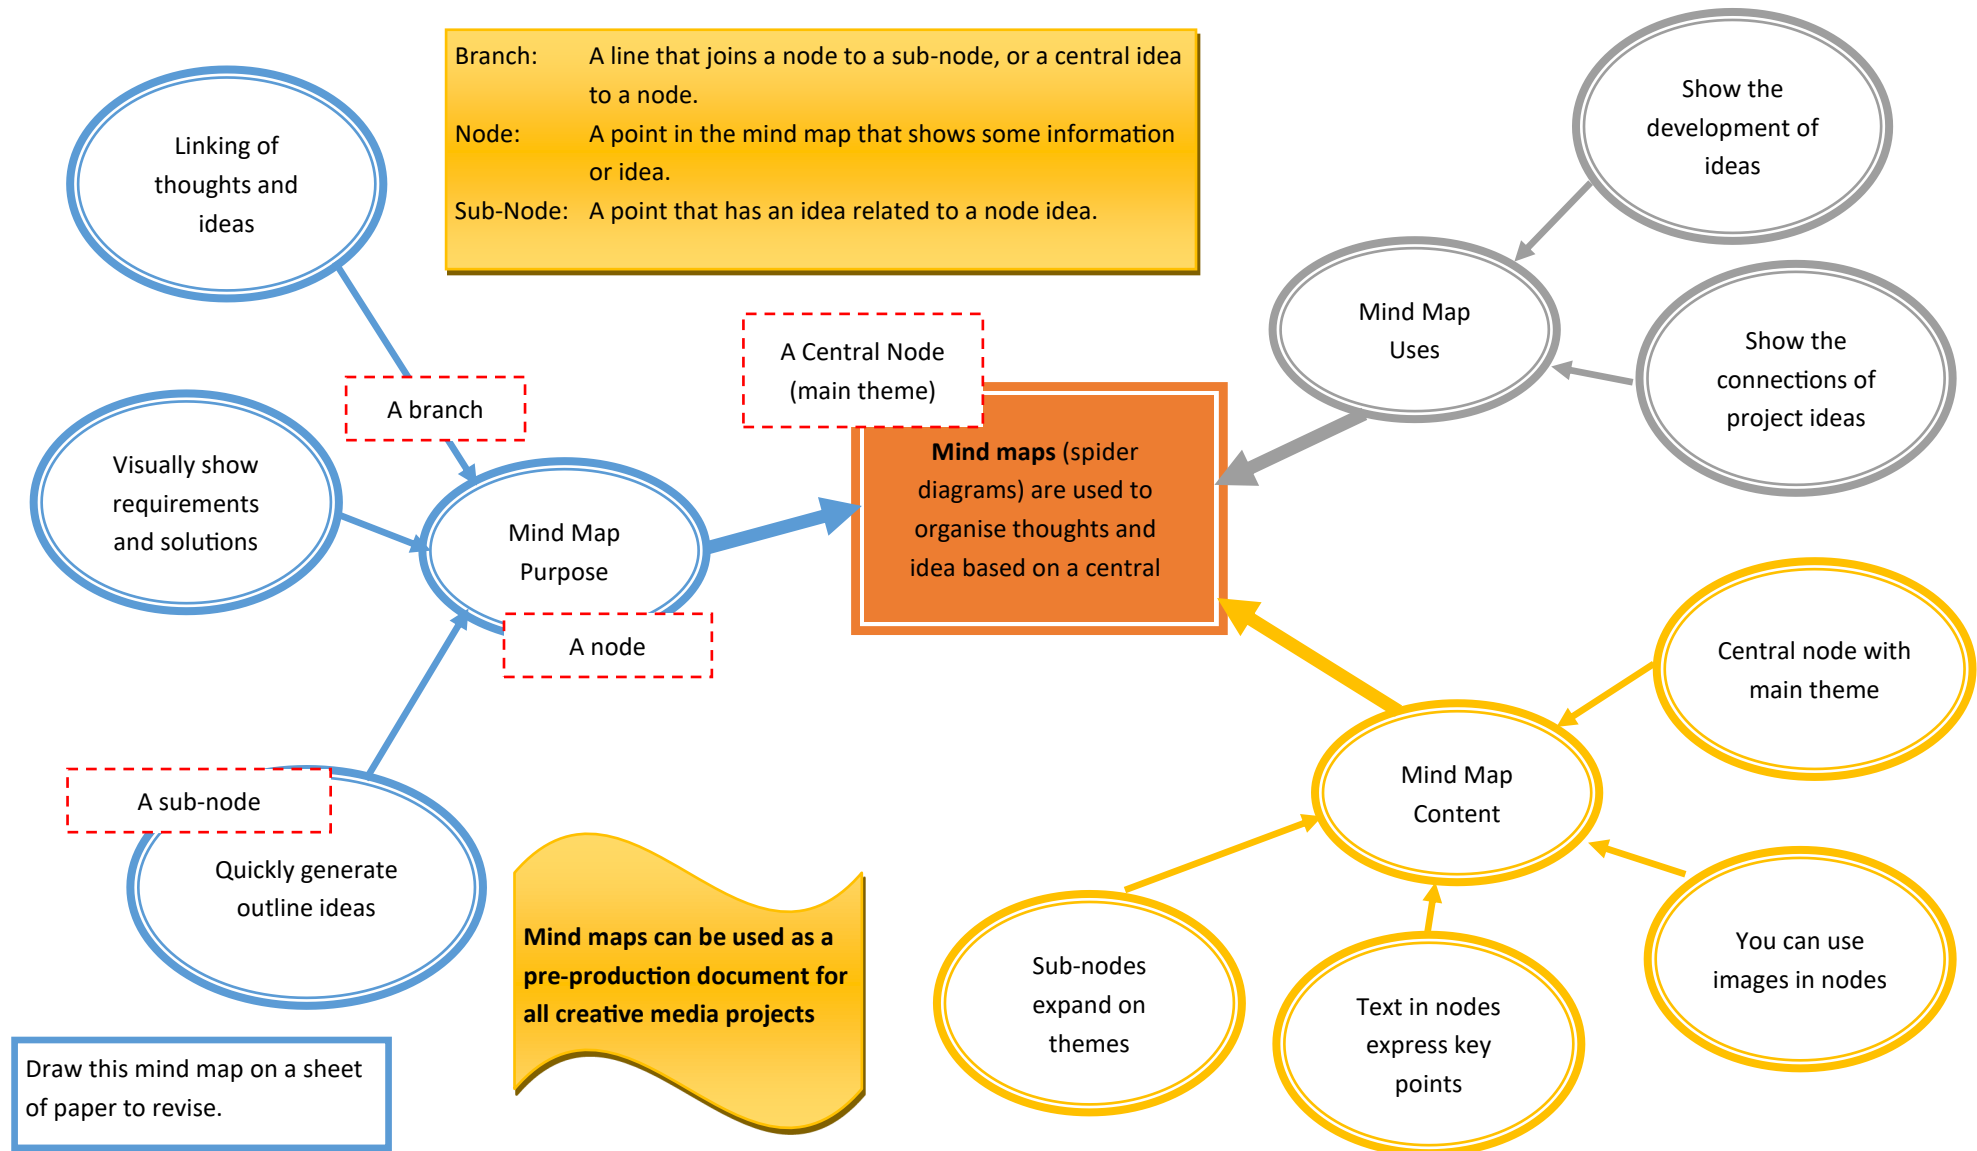 Branch: A line that joins a node to a sub-node, or a central idea
to a node.
Node: A point in the mind map that shows some information
or idea.
Sub-Node: A point that has an idea related to a node idea.
Linking of
thoughts and
ideas
A branch
Visually show
requirements
and solutions
Mind Map
Purpose
A node
A sub-node
Quickly generate
outline ideas
A Central Node
(main theme)
Mind maps (spider
diagrams) are used to
organise thoughts and
idea based on a central
Show the
development of
ideas
Mind Map
Uses
Show the
connections of
project ideas
Central node with
main theme
Mind Map
Content
You can use
images in nodes
Text in nodes
express key
points
Sub-nodes
expand on
themes
Mind maps can be used as a
pre-production document for
all creative media projects
Draw this mind map on a sheet
of paper to revise.